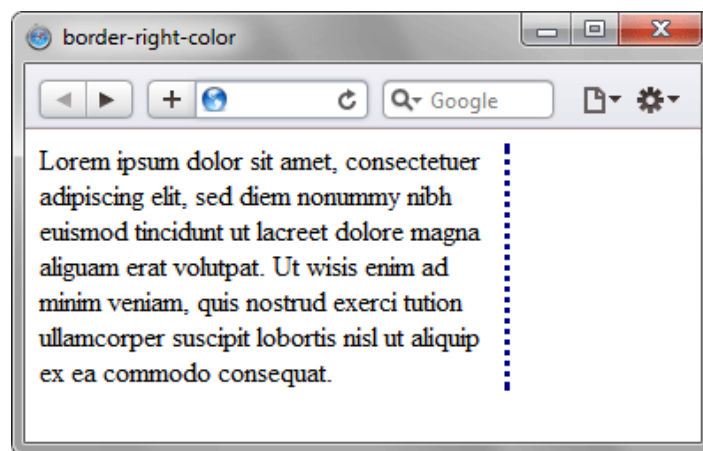 border-right-color
Google
Lorem ipsum dolor sit amet, consectetuer
adipiscing elit, sed diem nonummy nibh
euismod tincidunt ut lacreet dolore magna
aliguam erat volutpat. Ut wisis enim ad
minim veniam, quis nostrud exerci tution
ullamcorper suscipit lobortis nisl ut aliquip
ex ea commodo consequat.